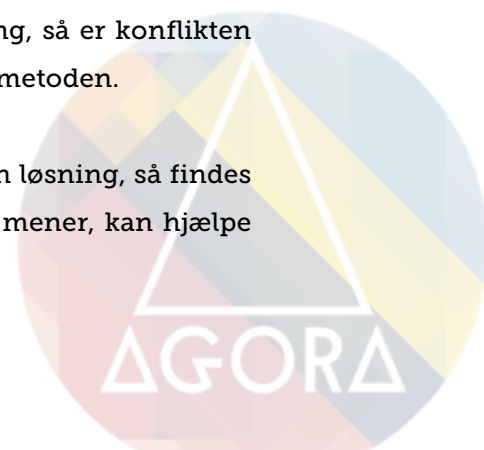 ng, så er konflikten
metoden.
n løsning, så findes
mener, kan hjælpe
AGORA